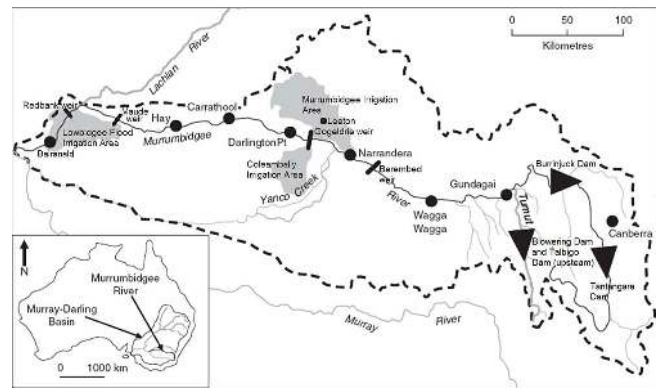 0 50 100
Kilometres
Lachlan
River
Redbank weir
Maude
weir
Hay
Carrathool
Murrumbidgee Irrigation
Area
Leeton
Gogeldrie weir
Lowbidgee Flood
Irrigation Area
Balranald
Murrumbidgee
Darlington Pt
Narrandera
Coleambally
Irrigation Area
Yanco Creek
Berembed
weir
River
Wagga
Wagga
Gundagai
Burrinjuck Dam
Tumut
Canberra
Blowering Dam
and Talbigo
Dam (upsteam)
Tantangara
Dam
Murray River
N
Murrumbidgee
River
Murray-Darling
Basin
0 1000 km